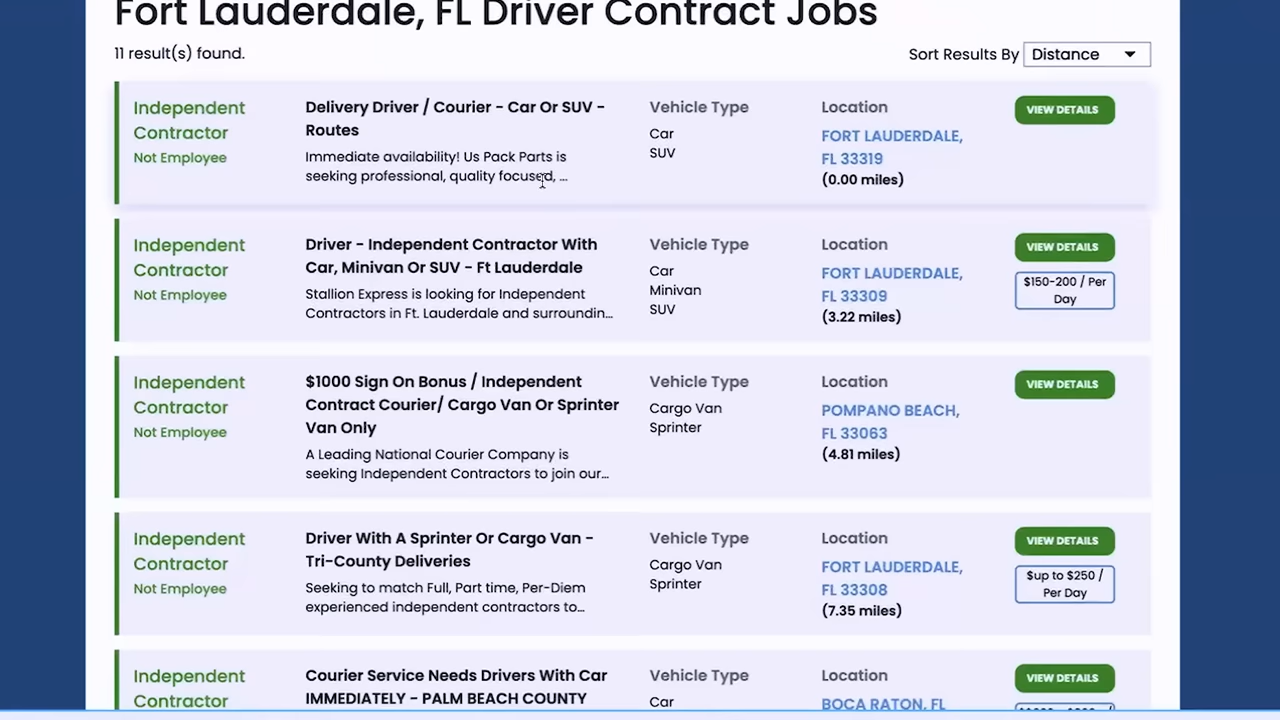 Fort Lauderdale, FL Driver Contract Jobs
11 result(s) found.
Sort Results By Distance
Independent
Contractor
Not Employee
Delivery Driver / Courier - Car Or SUV -
Routes
Immediate availability! Us Pack Parts is
seeking professional, quality focused, ...
Vehicle Type
Car
SUV
Location
FORT LAUDERDALE,
FL 33319
(0.00 miles)
VIEW DETAILS
Independent
Contractor
Not Employee
Driver - Independent Contractor With
Car, Minivan Or SUV - Ft Lauderdale
Stallion Express is looking for Independent
Contractors in Ft. Lauderdale and surroundin...
Vehicle Type
Car
Minivan
SUV
Location
FORT LAUDERDALE,
FL 33309
(3.22 miles)
VIEW DETAILS
$150-200 / Per
Day
Independent
Contractor
Not Employee
$1000 Sign On Bonus / Independent
Contract Courier/ Cargo Van Or Sprinter
Van Only
A Leading National Courier Company is
seeking Independent Contractors to join our...
Vehicle Type
Cargo Van
Sprinter
Location
POMPANO BEACH,
FL 33063
(4.81 miles)
VIEW DETAILS
Independent
Contractor
Not Employee
Driver With A Sprinter Or Cargo Van -
Tri-County Deliveries
Seeking to match Full, Part time, Per-Diem
experienced independent contractors to...
Vehicle Type
Cargo Van
Sprinter
Location
FORT LAUDERDALE,
FL 33308
(7.35 miles)
VIEW DETAILS
$up to $250 /
Per Day
Independent
Contractor
Courier Service Needs Drivers With Car
IMMEDIATELY - PALM BEACH COUNTY
Vehicle Type
Car
Location
BOCA RATON, FL
VIEW DETAILS